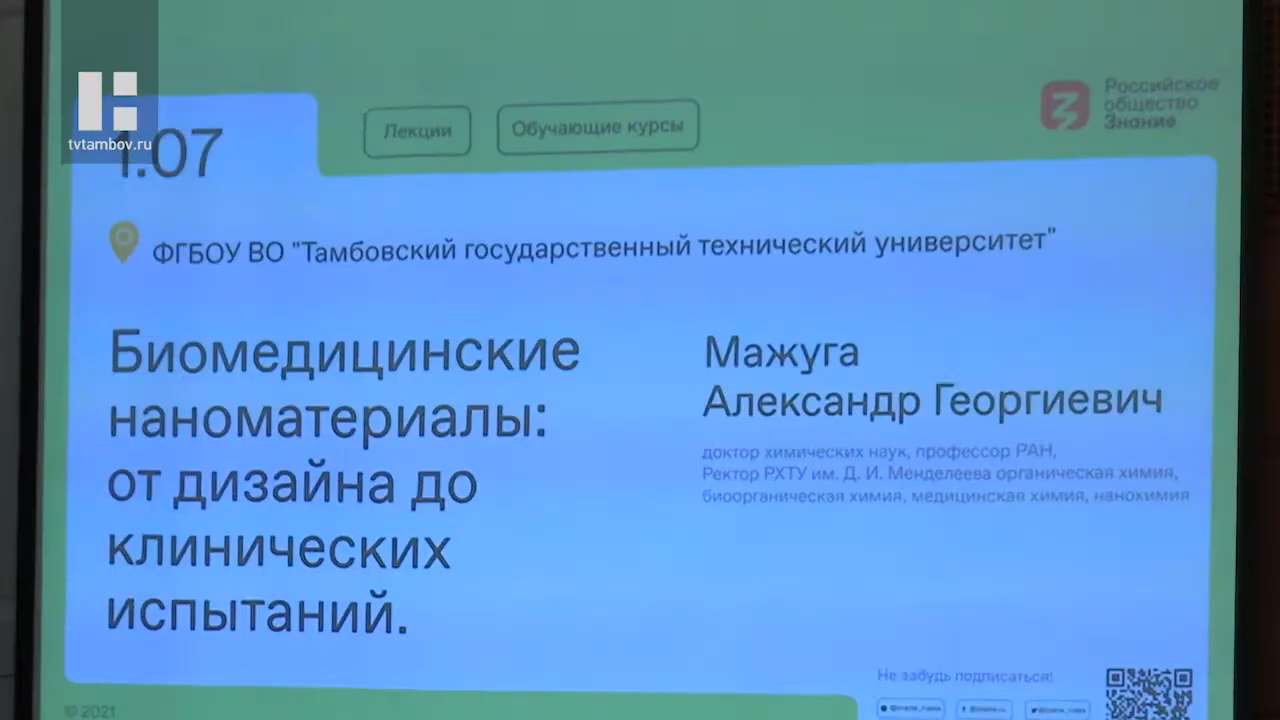 tvtambov.ru
1.07
Лекции
Обучающие курсы
Российское
общество
Знание
ФГБОУ ВО "Тамбовский государственный технический университет"
Биомедицинские
наноматериалы:
от дизайна до
клинических
испытаний.
Мажуга
Александр Георгиевич
доктор химических наук, профессор РАН,
Ректор РХТУ им. Д. И. Менделеева органическая химия,
биоорганическая химия, медицинская химия, нанохимия
Не забудь подписаться!
© 2021